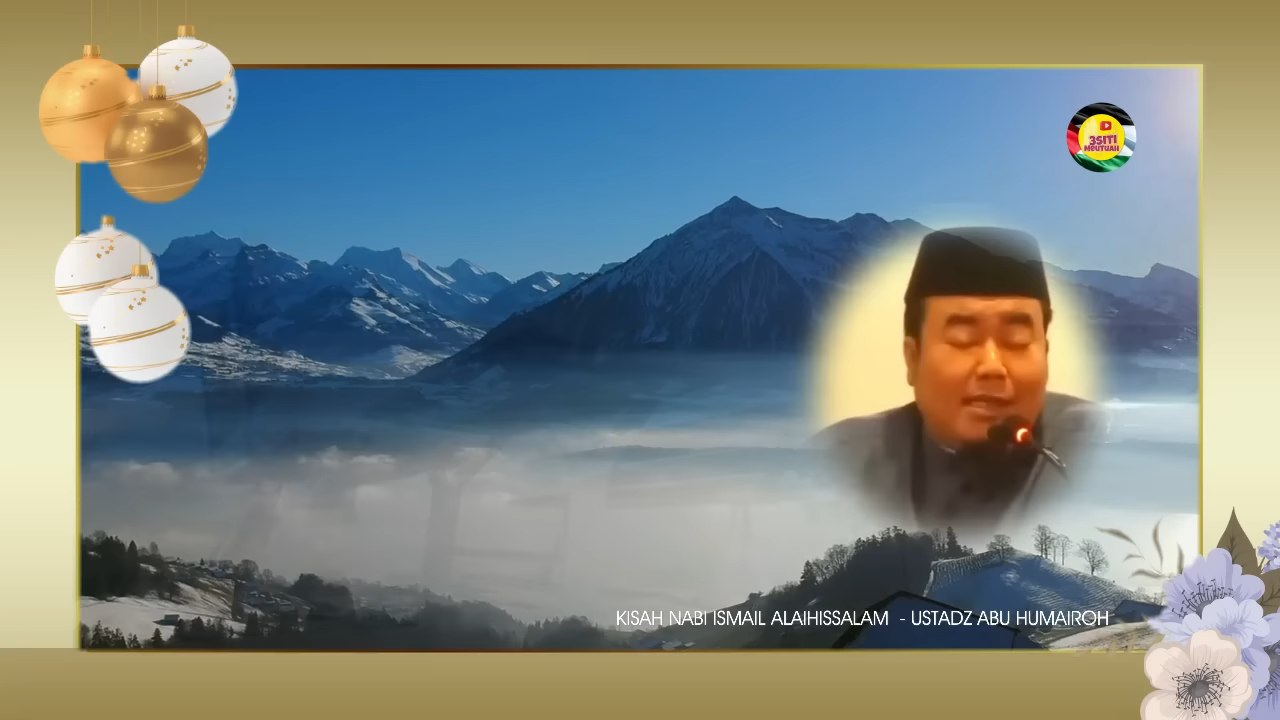 3SITI
MEUTUAH
KISAH NABI ISMAIL ALAIHISSALAM - USTADZ ABU HUMAIROH